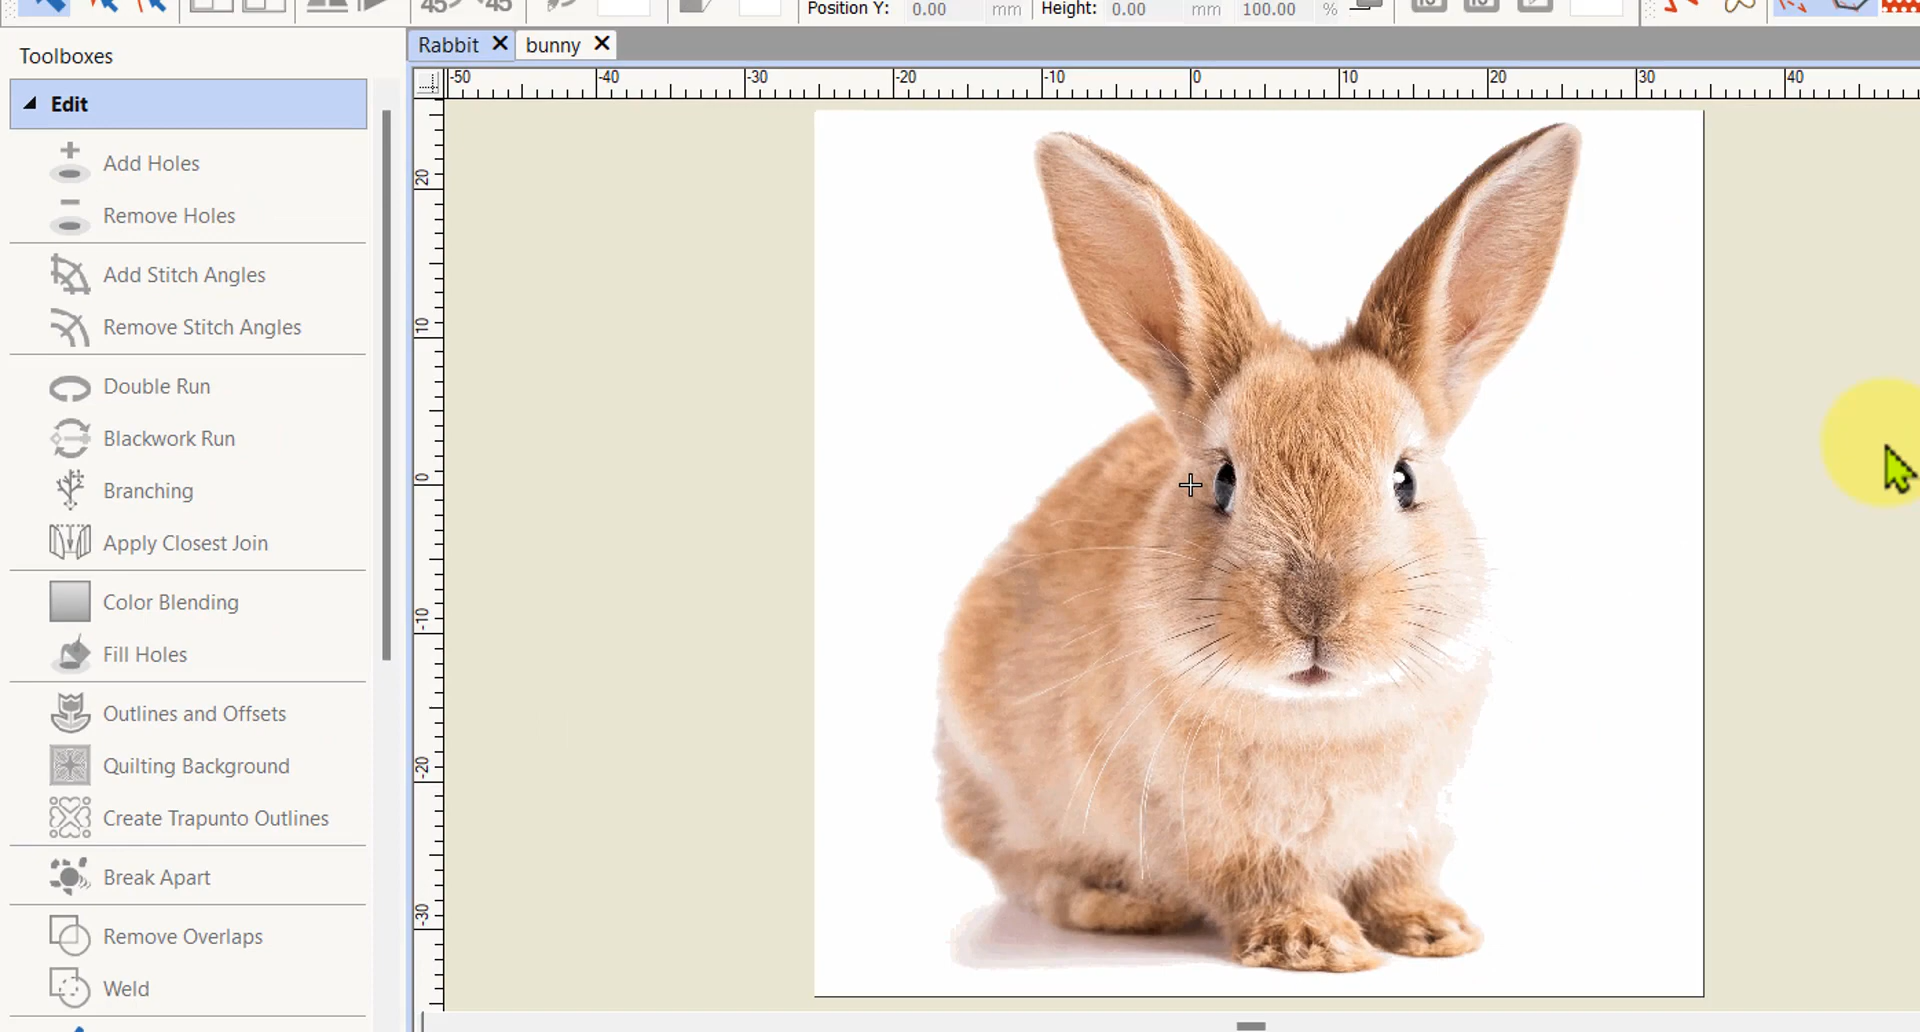 45 45 Position Y: 0.00 mm Height: 0.00 mm 100.00 %
Toolboxes
Rabbit bunny
-50 -40 -30 -20 -10 0 10 20 30 40
Edit
Add Holes
Remove Holes
Add Stitch Angles
Remove Stitch Angles
Double Run
Blackwork Run
Branching
Apply Closest Join
Color Blending
Fill Holes
Outlines and Offsets
Quilting Background
Create Trapunto Outlines
Break Apart
Remove Overlaps
Weld
20
10
0
-10
-20
-30